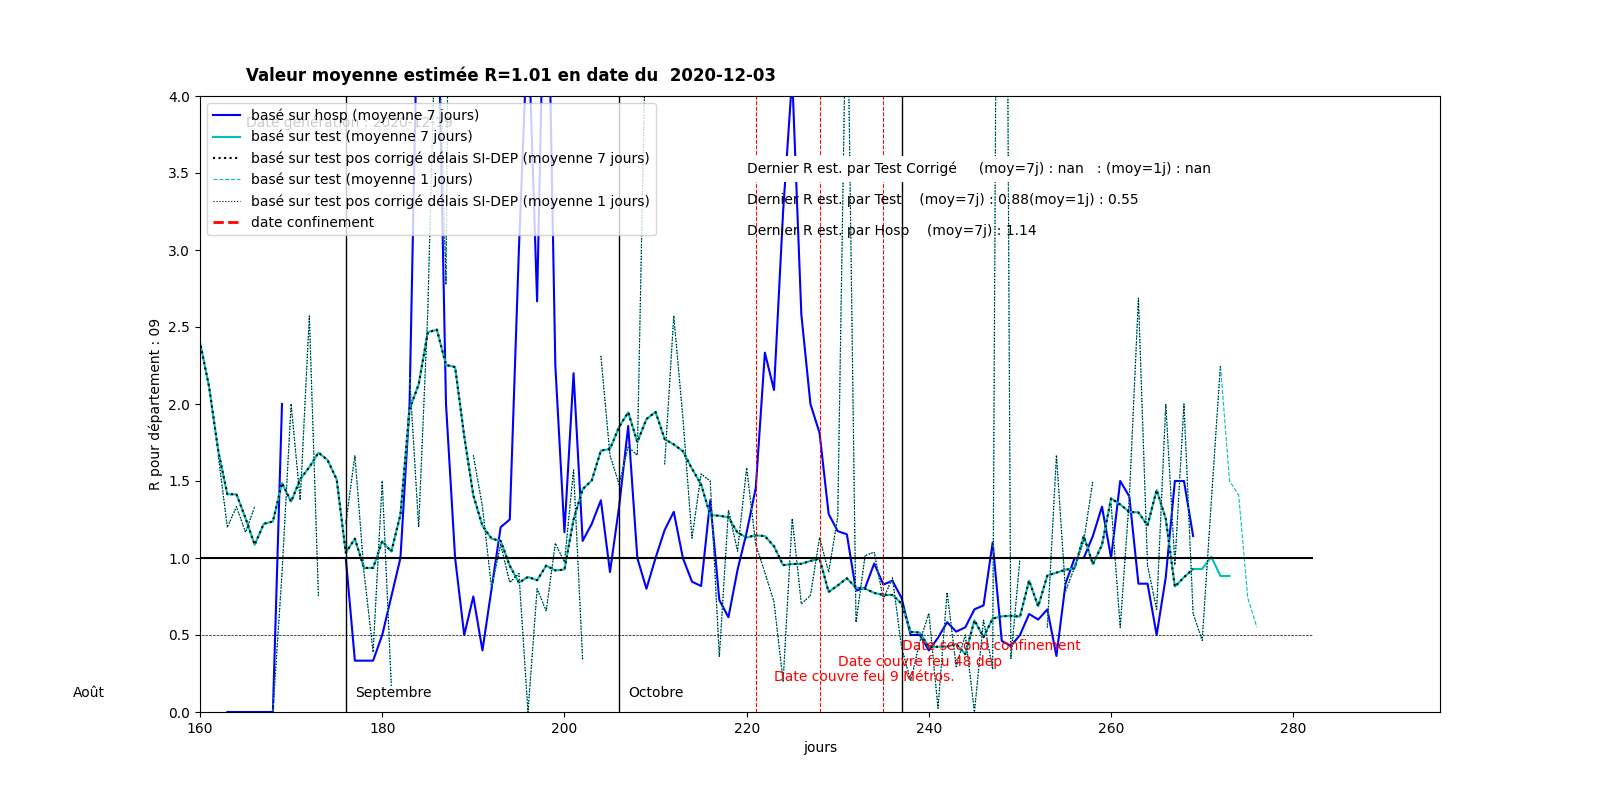 Valeur moyenne estimée R=1.01 en date du  2020-12-03
4.0
3.5
3.0
2.5
2.0
1.5
1.0
0.5
0.0
R pour département : 09
basé sur hosp (moyenne 7 jours)
basé sur test (moyenne 7 jours)
basé sur test pos corrigé délais SI-DEP (moyenne 7 jours)
basé sur test (moyenne 1 jours)
basé sur test pos corrigé délais SI-DEP (moyenne 1 jours)
date confinement
Dernier R est. par Test Corrigé     (moy=7j) : nan   : (moy=1j) : nan
Dernier R est. par Test    (moy=7j) : 0.88(moy=1j) : 0.55
Dernier R est. par Hosp    (moy=7j) : 1.14
Date second confinement
Date couvre feu 48 dep
Date couvre feu 9 Métros.
Août
Septembre
Octobre
160 180 200 220 240 260 280
jours